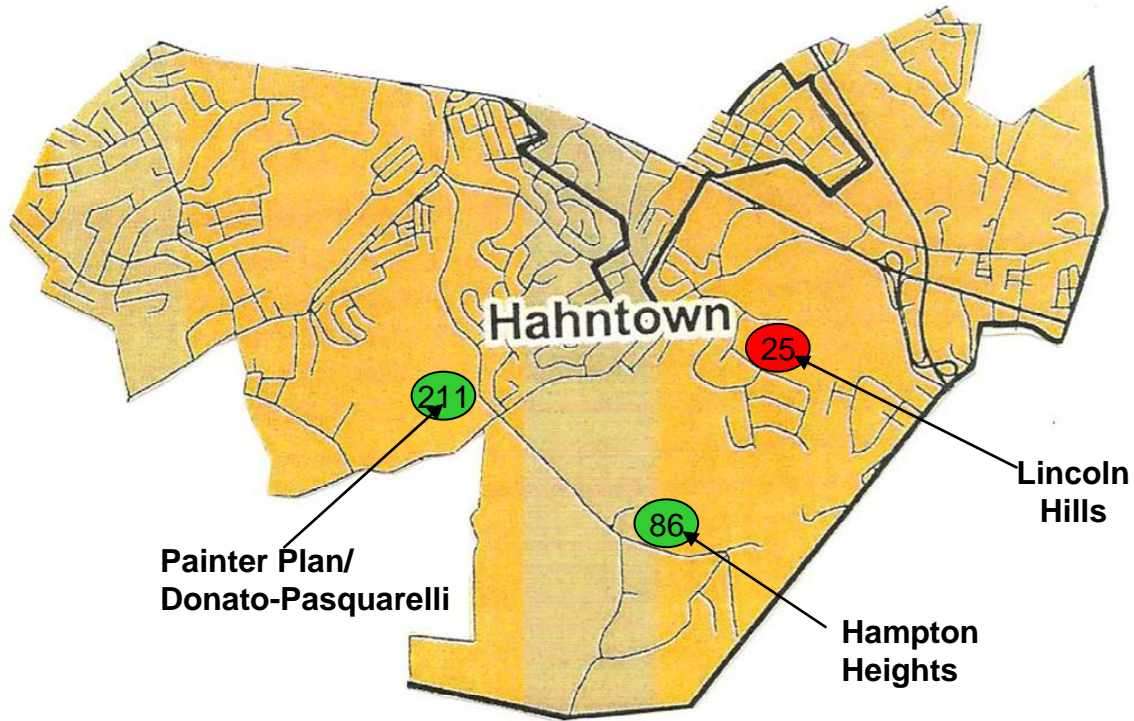 Hahntown
25
211
Lincoln
Hills
86
Painter Plan/
Donato-Pasquarelli
Hampton
Heights